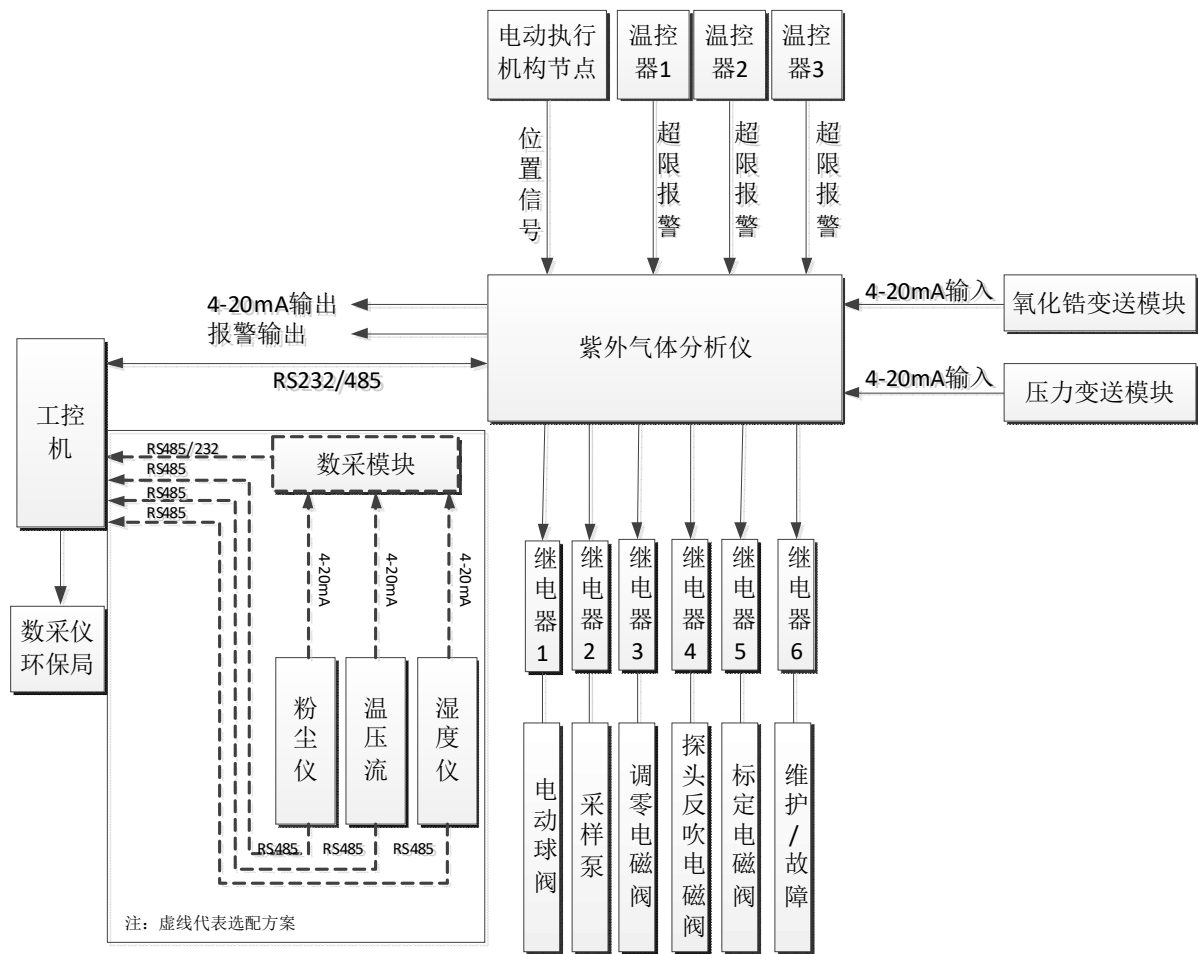 电动执行
机构节点
温控
器1
温控
器2
温控
器3
位置信号
超限报警
超限报警
超限报警
4-20mA输出
报警输出
RS232/485
紫外气体分析仪
4-20mA输入
氧化锆变送模块
4-20mA输入
压力变送模块
工控
机
RS485/232
RS485
RS485
RS485
数采模块
4-20mA
4-20mA
4-20mA
数采仪
环保局
粉尘仪
温压流
湿度仪
RS485
RS485
RS485
注：虚线代表选配方案
继电器1
继电器2
继电器3
继电器4
继电器5
继电器6
电动球阀
采样泵
调零电磁阀
探头反吹电磁阀
标定电磁阀
维护/故障